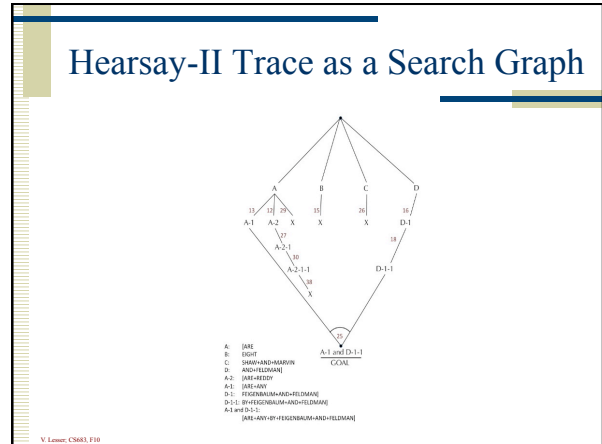 Hearsay-II Trace as a Search Graph
A B C D
13 12 29 15 26 16
A-1 A-2 X X X D-1
27
18
A-2-1
30
A-2-1-1 D-1-1
38
X
25
A-1 and D-1-1
GOAL
A: [ARE
B: EIGHT
C: SHAW+AND+MARVIN
D: AND+FELDMAN]
A-2: [ARE+REDDY
A-1: [ARE+ANY
D-1: FEIGENBAUM+AND+FELDMAN]
D-1-1: BY+FEIGENBAUM+AND+FELDMAN]
A-1 and D-1-1:
[ARE+ANY+BY+FEIGENBAUM+AND+FELDMAN]
V. Lesser, CS683, F10